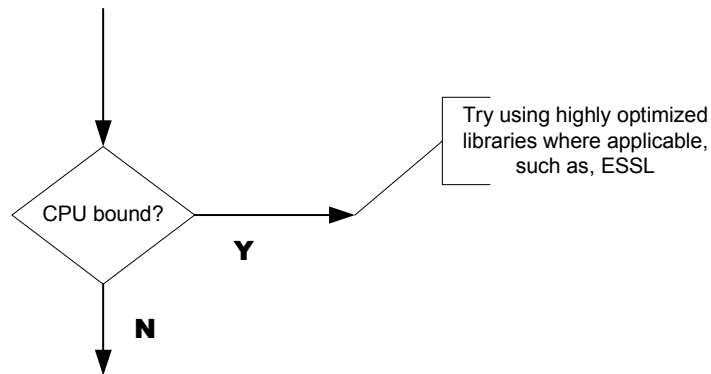 Try using highly optimized
libraries where applicable,
such as, ESSL
CPU bound?
Y
N